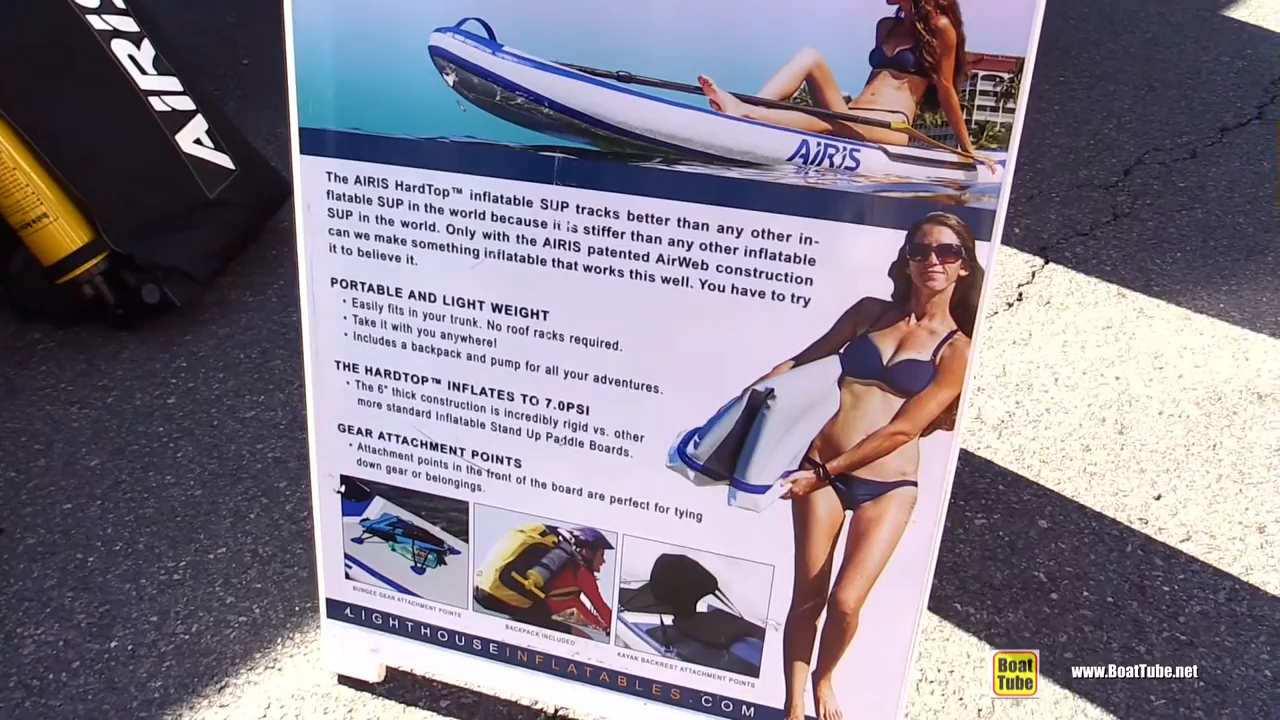 AIRIS
AIRIS
The AIRIS HardTop™ inflatable SUP tracks better than any other in-
flatable SUP in the world because it is stiffer than any other inflatable
SUP in the world. Only with the AIRIS patented AirWeb construction
can we make something inflatable that works this well. You have to try
it to believe it.
PORTABLE AND LIGHT WEIGHT
• Easily fits in your trunk. No roof racks required.
• Take it with you anywhere!
• Includes a backpack and pump for all your adventures.
THE HARDTOP™ INFLATES TO 7.0PSI
• The 6" thick construction is incredibly rigid vs. other
more standard Inflatable Stand Up Paddle Boards.
GEAR ATTACHMENT POINTS
• Attachment points in the front of the board are perfect for tying
down gear or belongings.
BUNGEE GEAR ATTACHMENT POINTS
BACKPACK INCLUDED
KAYAK BACKREST ATTACHMENT POINTS
LIGHTHOUSEINFLATABLES.COM
Boat
Tube
www.BoatTube.net